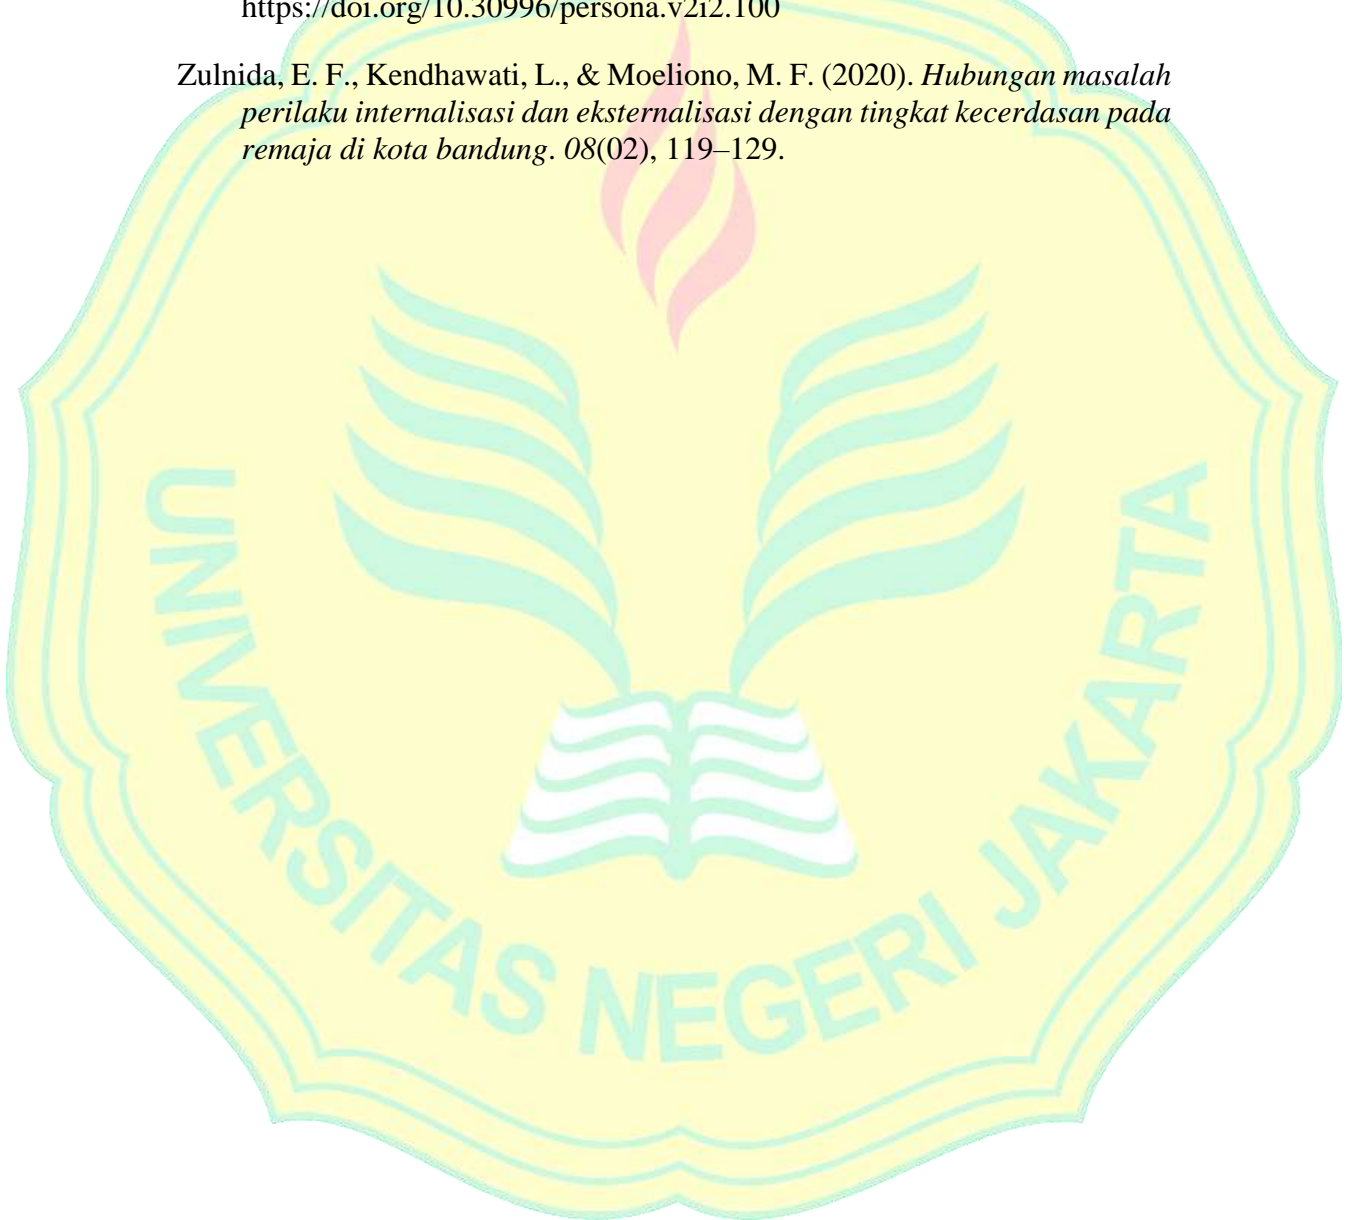 https://doi.org/10.30996/persona.v2i2.100
Zulnida, E. F., Kendhawati, L., & Moeliono, M. F. (2020). Hubungan masalah
perilaku internalisasi dan eksternalisasi dengan tingkat kecerdasan pada
remaja di kota bandung. 08(02), 119–129.
UNIVERSITAS NEGERI JAKARTA